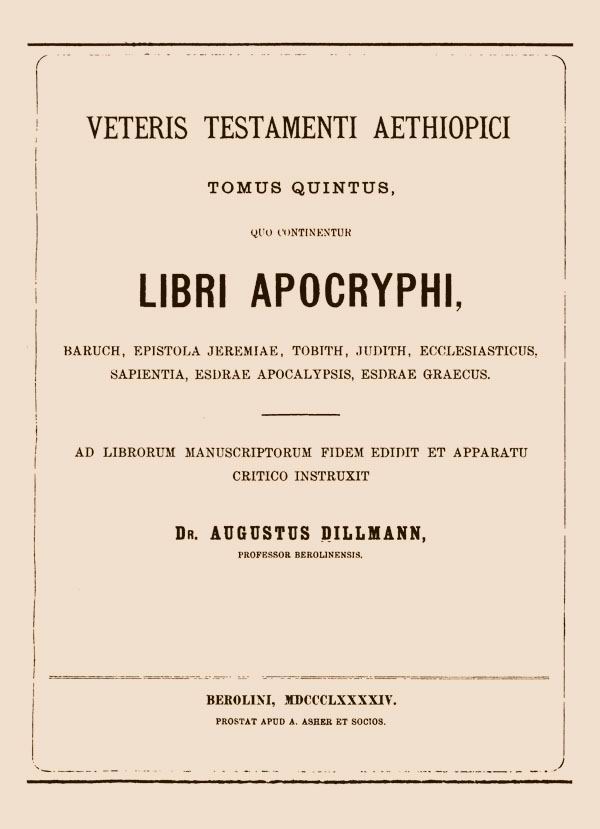 VETERIS TESTAMENTI AETHIOPICI
TOMUS QUINTUS,
QUO CONTINENTUR
LIBRI APOCRYPHI,
BARUCH, EPISTOLA JEREMIAE, TOBITH, JUDITH, ECCLESIASTICUS,
SAPIENTIA, ESDRAE APOCALYPSIS, ESDRAE GRAECUS.
AD LIBRORUM MANUSCRIPTORUM FIDEM EDIDIT ET APPARATU
CRITICO INSTRUXIT
DR. AUGUSTUS DILLMANN,
PROFESSOR BEROLINENSIS.
BEROLINI, MDCCCLXXXXIV.
PROSTAT APUD A. ASHER ET SOCIOS.